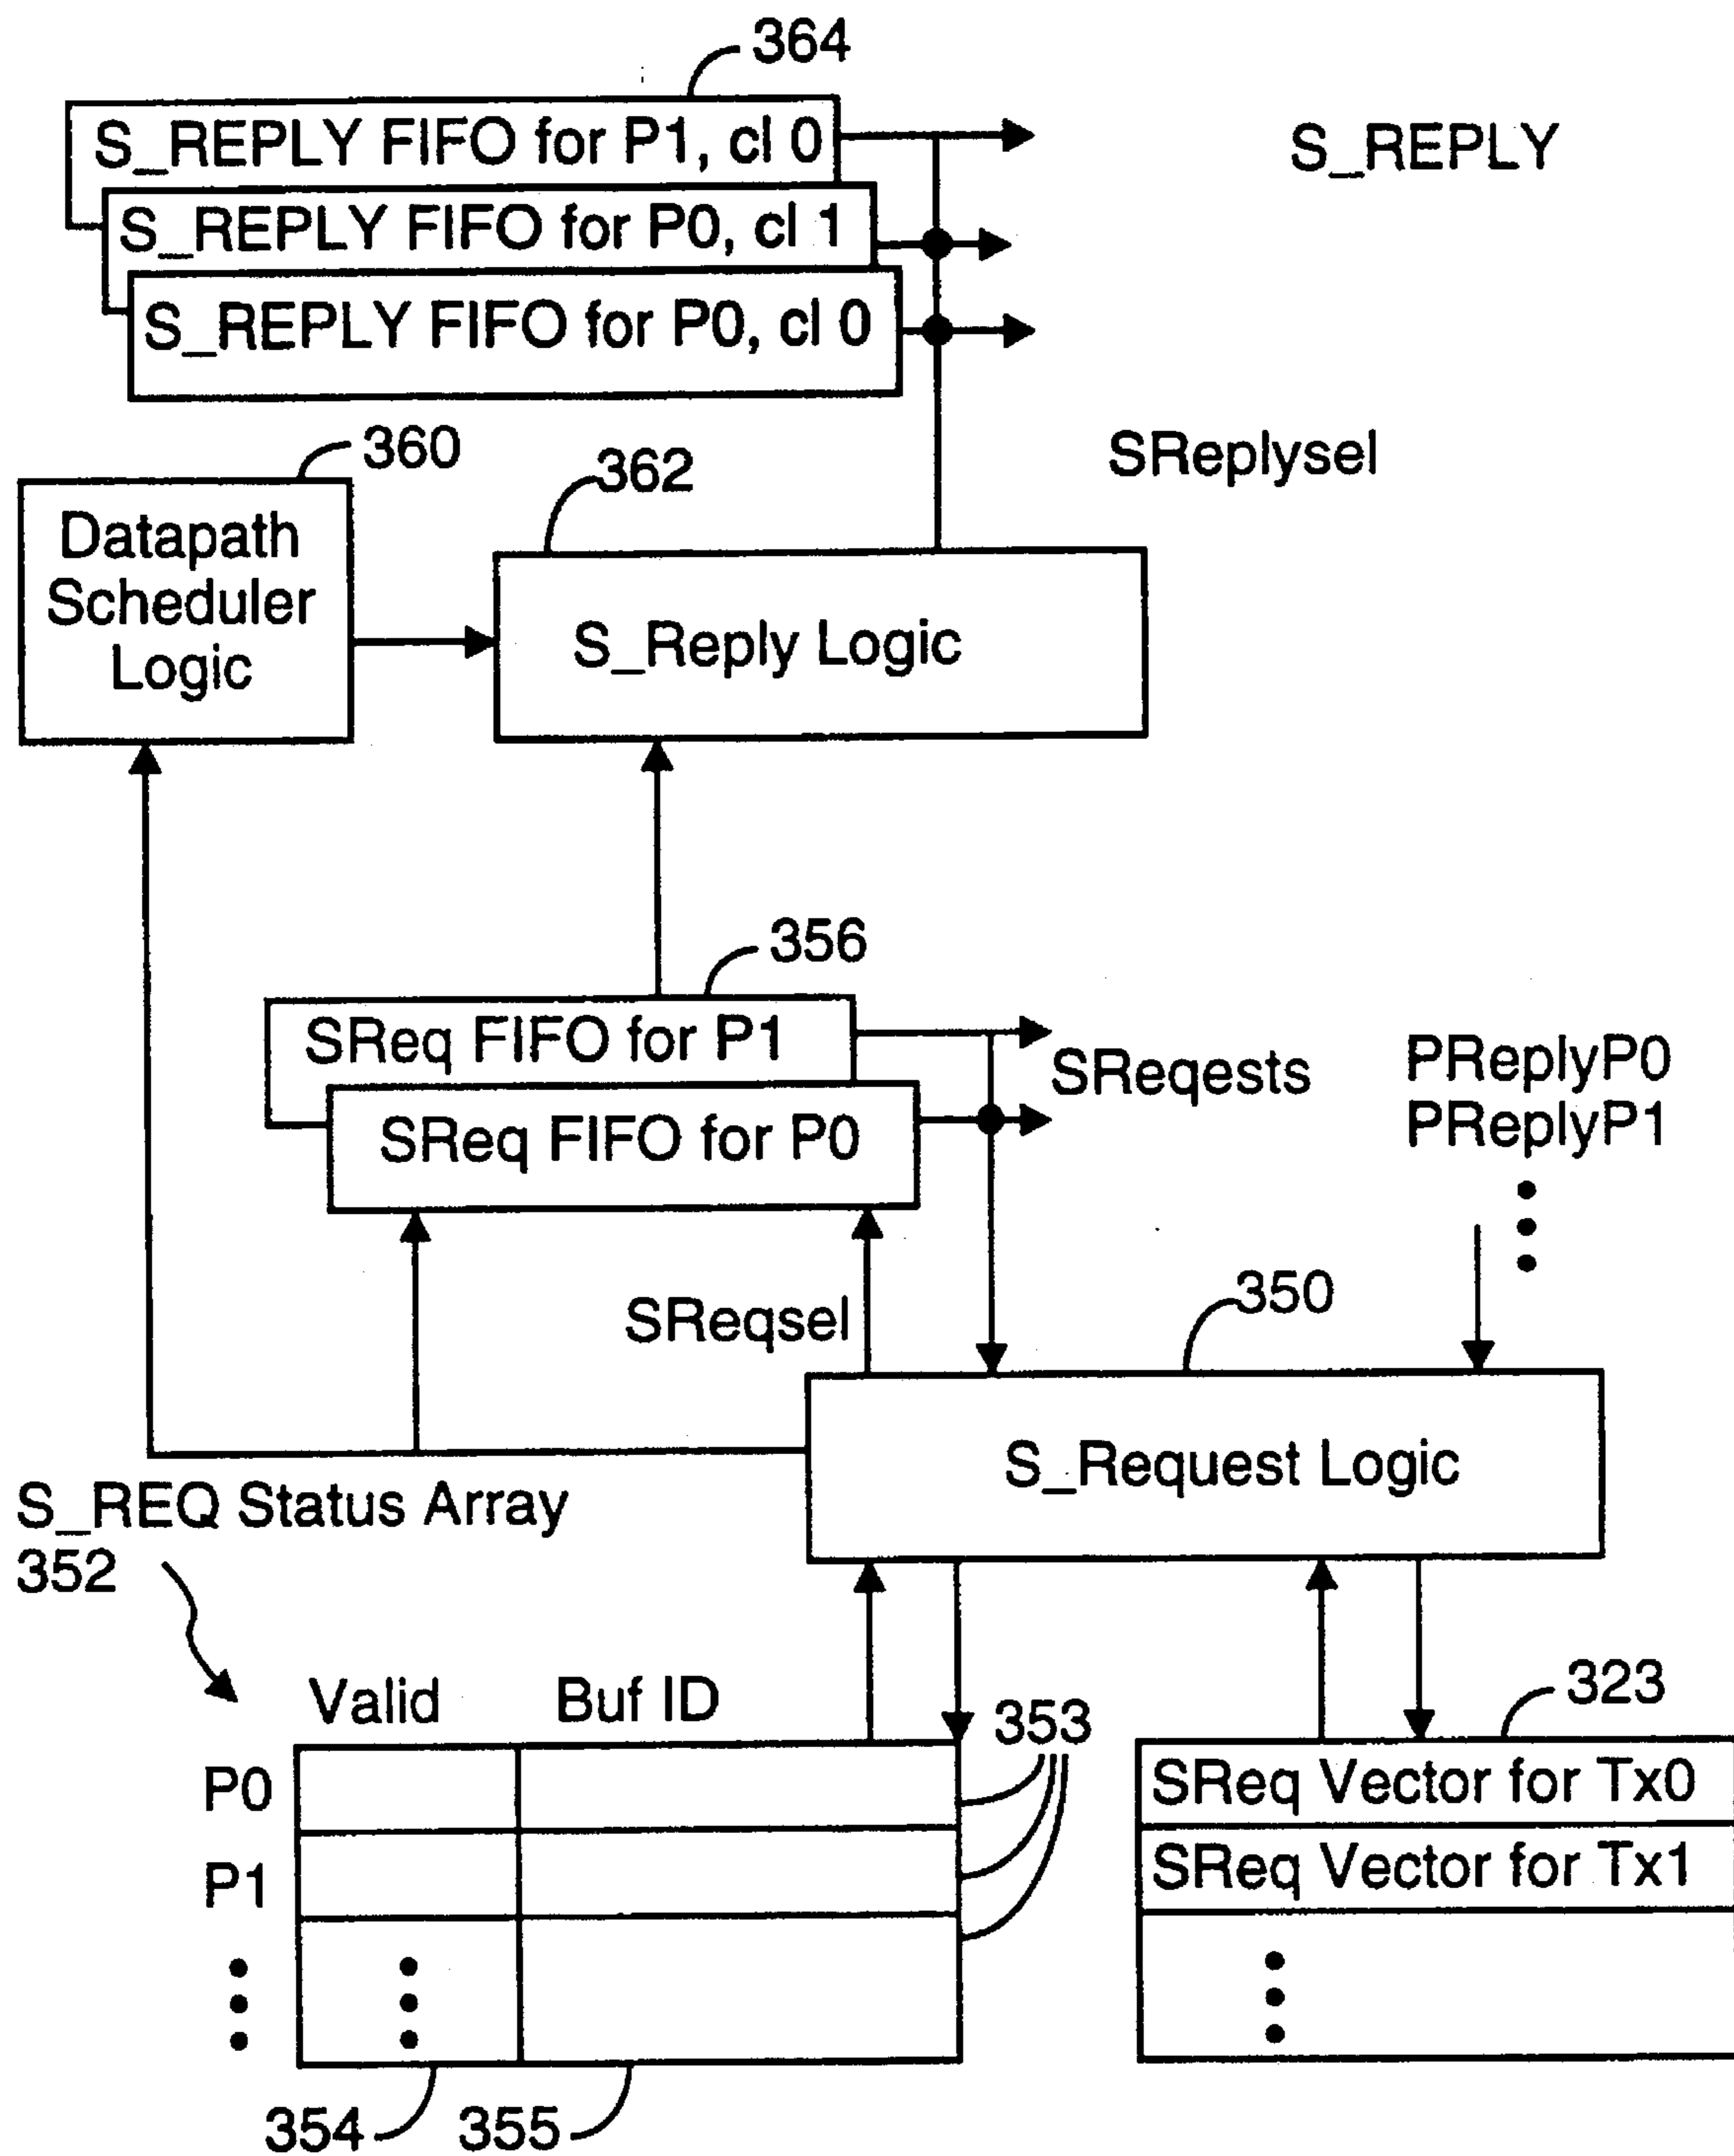 364
S_REPLY FIFO for P1, cl 0
S_REPLY
S_REPLY FIFO for P0, cl 1
S_REPLY FIFO for P0, cl 0
360
362
SReplysel
Datapath
Scheduler
Logic
S_Reply Logic
356
SReq FIFO for P1
SReqests
PReplyP0
PReplyP1
SReq FIFO for P0
SReqsel
350
S_Request Logic
S_REQ Status Array
352
Valid
Buf ID
353
323
P0
SReq Vector for Tx0
P1
SReq Vector for Tx1
354
355